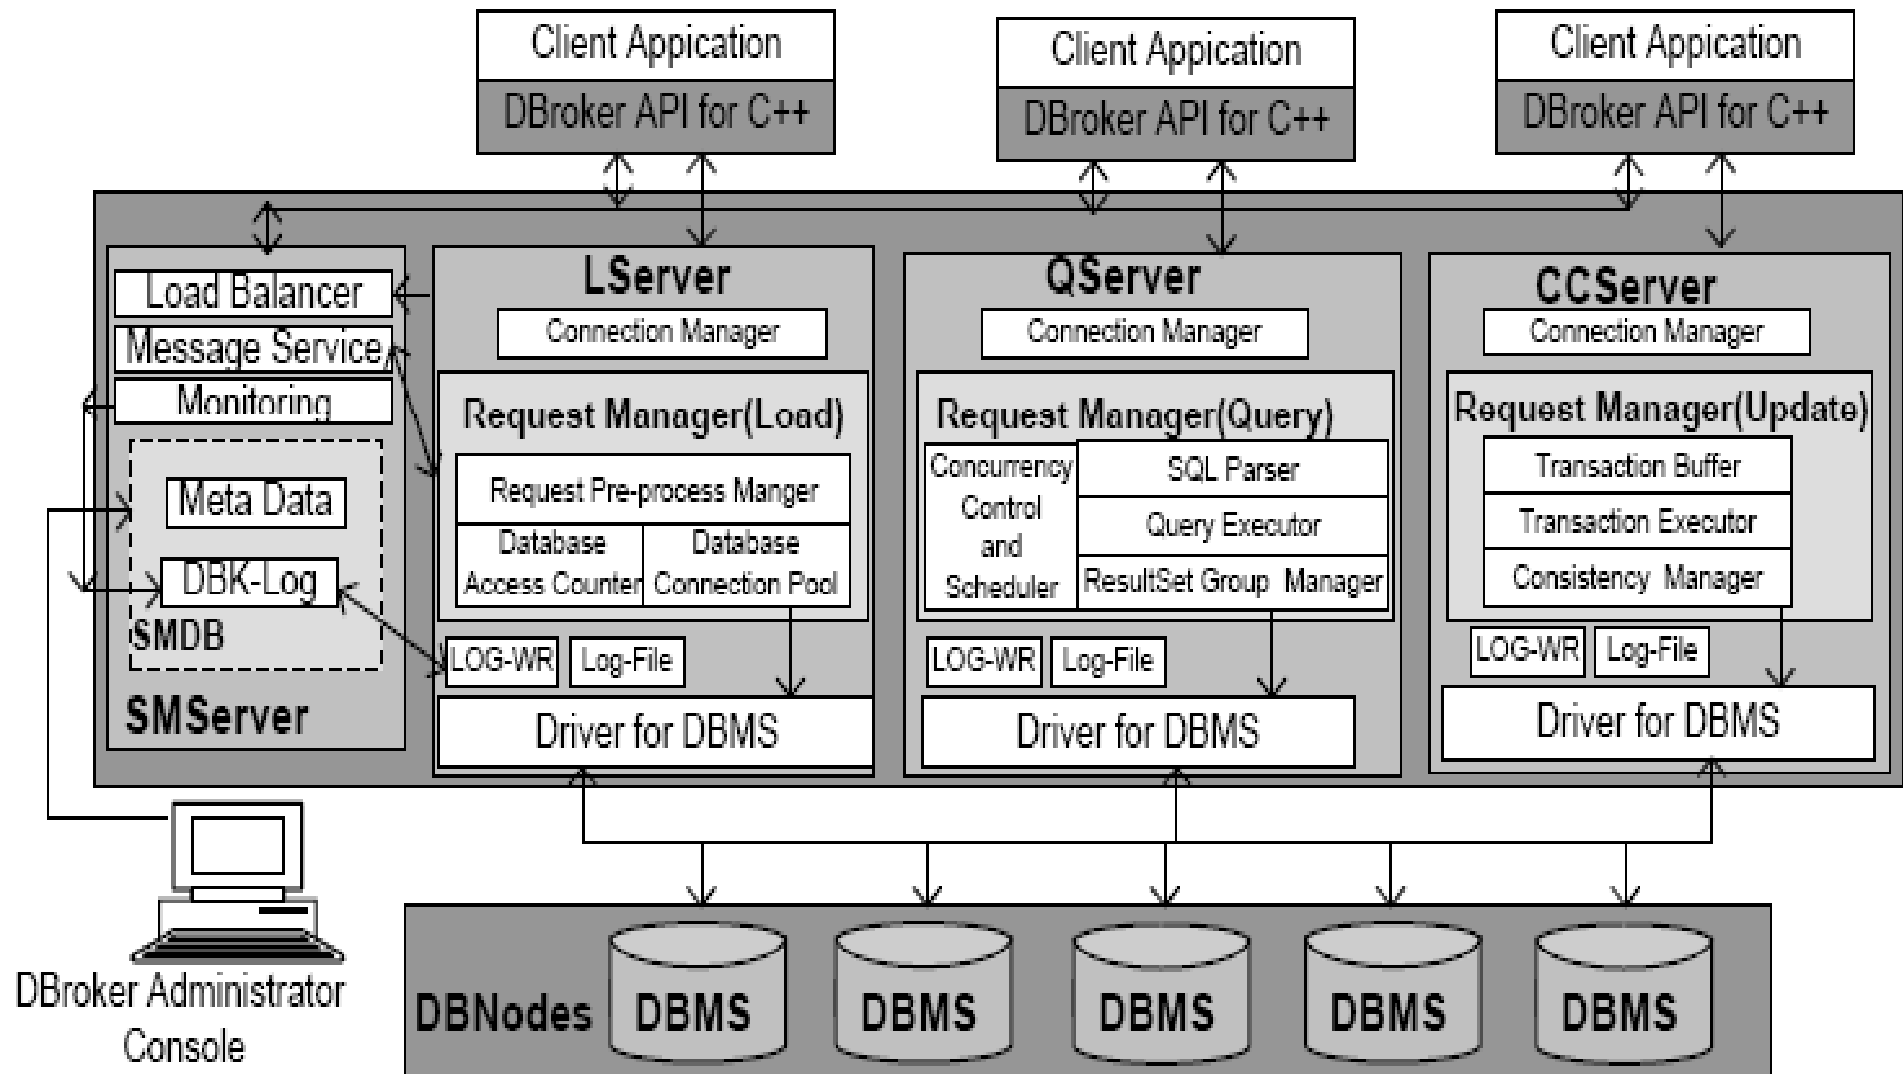 Client Appication
DBroker API for C++
Client Appication
DBroker API for C++
Client Appication
DBroker API for C++
Load Balancer
Message Service
Monitoring
Meta Data
DBK-Log
SMDB
SMServer
LServer
Connection Manager
Request Manager(Load)
Request Pre-process Manger
Database
Access Counter
Database
Connection Pool
LOG-WR
Log-File
Driver for DBMS
QServer
Connection Manager
Request Manager(Query)
Concurrency
Control
and
Scheduler
SQL Parser
Query Executor
ResultSet Group Manager
LOG-WR
Log-File
Driver for DBMS
CCServer
Connection Manager
Request Manager(Update)
Transaction Buffer
Transaction Executor
Consistency Manager
LOG-WR
Log-File
Driver for DBMS
DBroker Administrator
Console
DBNodes
DBMS
DBMS
DBMS
DBMS
DBMS